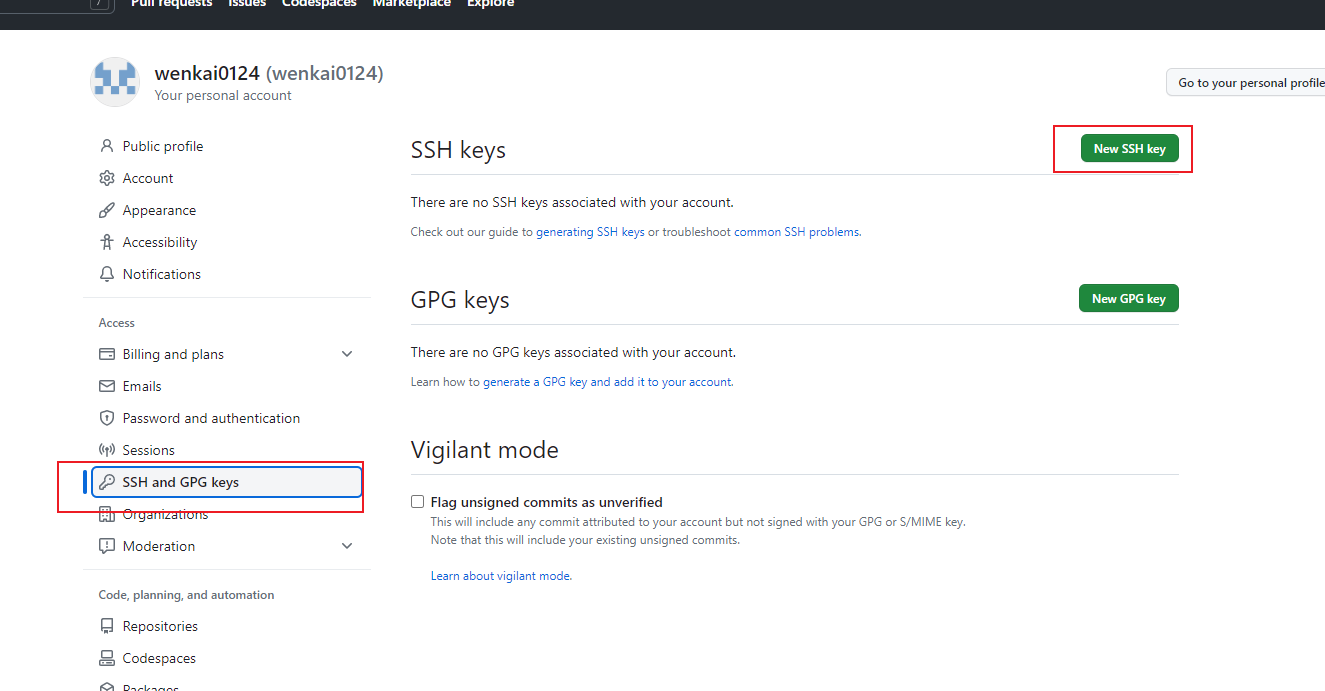 /
Pull requests Issues Codespaces Marketplace Explore
wenkai0124 (wenkai0124)
Your personal account
Go to your personal profile
Public profile
Account
Appearance
Accessibility
Notifications
Access
Billing and plans
Emails
Password and authentication
Sessions
SSH and GPG keys
Organizations
Moderation
Code, planning, and automation
Repositories
Codespaces
Packages
SSH keys
New SSH key
There are no SSH keys associated with your account.
Check out our guide to generating SSH keys or troubleshoot common SSH problems.
GPG keys
New GPG key
There are no GPG keys associated with your account.
Learn how to generate a GPG key and add it to your account.
Vigilant mode
Flag unsigned commits as unverified
This will include any commit attributed to your account but not signed with your GPG or S/MIME key.
Note that this will include your existing unsigned commits.
Learn about vigilant mode.